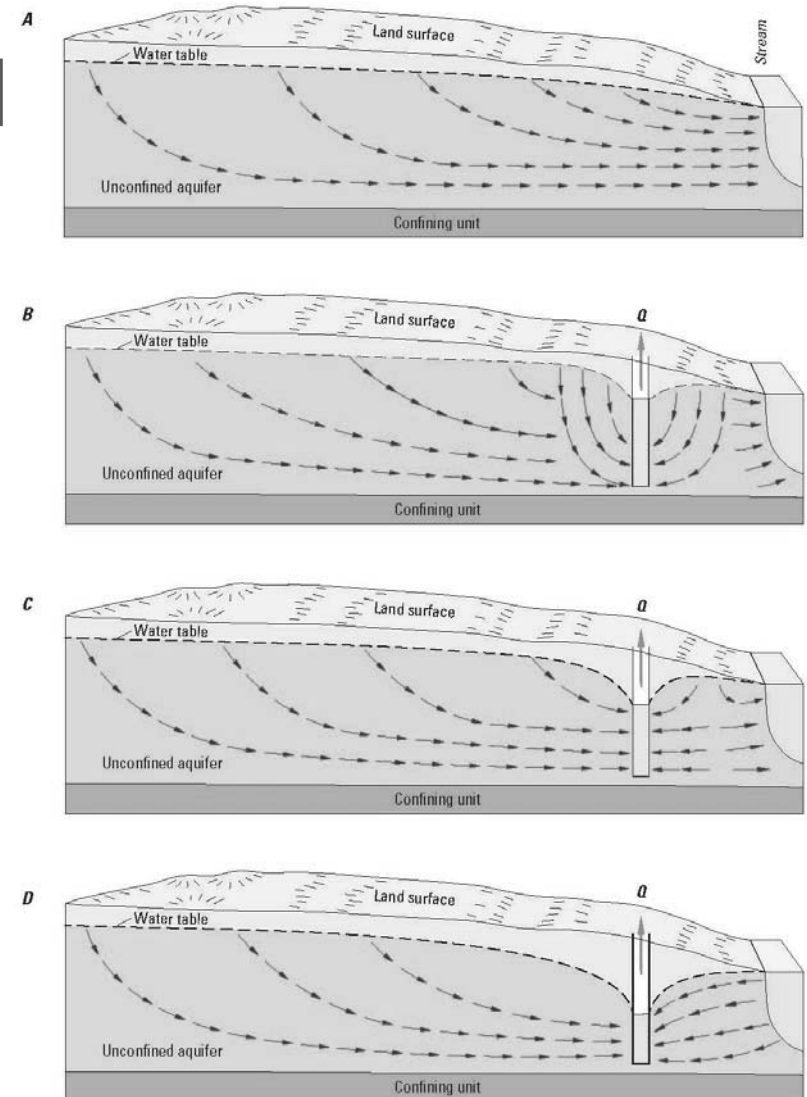 A
Land surface
Stream
Water table
Unconfined aquifer
Confining unit
B
Q
Land surface
Water table
Unconfined aquifer
Confining unit
C
Q
Land surface
Water table
Unconfined aquifer
Confining unit
D
Q
Land surface
Water table
Unconfined aquifer
Confining unit